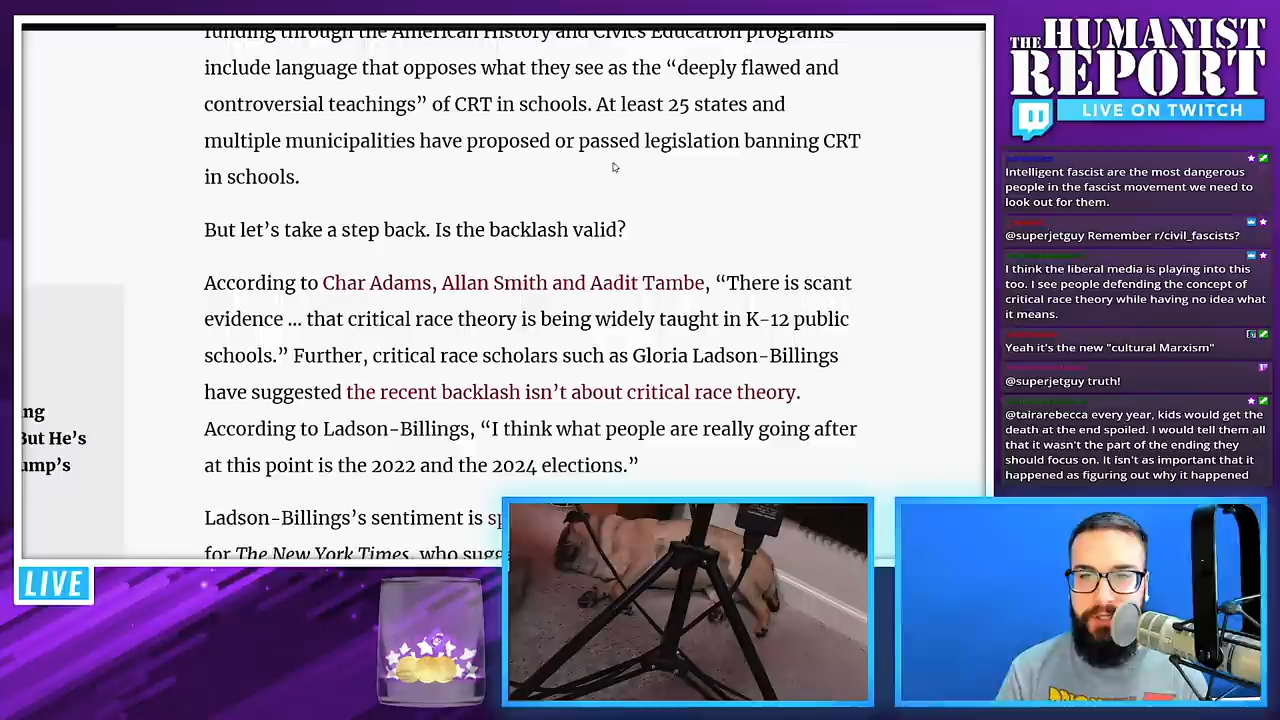 funding through the American History and Civics Education programs
include language that opposes what they see as the “deeply flawed and
controversial teachings” of CRT in schools. At least 25 states and
multiple municipalities have proposed or passed legislation banning CRT
in schools.
But let’s take a step back. Is the backlash valid?
According to Char Adams, Allan Smith and Aadit Tambe, “There is scant
evidence ... that critical race theory is being widely taught in K-12 public
schools.” Further, critical race scholars such as Gloria Ladson-Billings
have suggested the recent backlash isn’t about critical race theory.
According to Ladson-Billings, “I think what people are really going after
at this point is the 2022 and the 2024 elections.”
Ladson-Billings’s sentiment is
for The New York Times, who
ng
But He’s
ump’s
THE HUMANIST
REPORT
LIVE ON TWITCH
Intelligent fascist are the most dangerous
people in the fascist movement we need to
look out for them.
@superjetguy Remember r/civil_fascists?
I think the liberal media is playing into this
too. I see people defending the concept of
critical race theory while having no idea what
it means.
Yeah it's the new "cultural Marxism"
@superjetguy truth!
@tairarebecca every year, kids would get the
death at the end spoiled. I would tell them all
that it wasn't the part of the ending they
should focus on. It isn't as important that it
happened as figuring out why it happened
LIVE